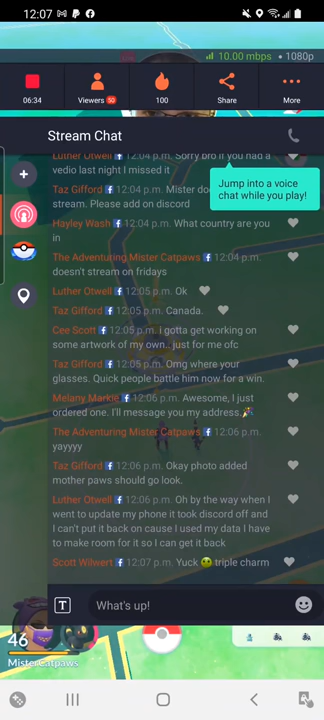 12:07
10.00 mbps • 1080p
06:34
Viewers 50
100
Share
More
Stream Chat
Luther Otwell 12:04 p.m. Sorry bro if you had a
vedio last night I missed it
Jump into a voice
chat while you play!
Taz Gifford 12:04 p.m. Mister
stream. Please add on discord
Hayley Wash 12:04 p.m. What country are you
in
The Adventuring Mister Catpaws 12:04 p.m.
doesn't stream on fridays
Luther Otwell 12:05 p.m. Ok
Taz Gifford 12:05 p.m. Canada.
Cee Scott 12:05 p.m. i gotta get working on
some artwork of my own.. just for me ofc
Taz Gifford 12:05 p.m. Omg where your
glasses. Quick people battle him now for a win.
Melany Markle 12:06 p.m. Awesome, I just
ordered one. I'll message you my address.🎉
The Adventuring Mister Catpaws 12:06 p.m.
yayyyy
Taz Gifford 12:06 p.m. Okay photo added
mother paws should go look.
Luther Otwell 12:06 p.m. Oh by the way when I
went to update my phone it took discord off and
I can't put it back on cause I used my data I have
to make room for it so I can get it back
Scott Wilwert 12:07 p.m. Yuck 🤢 triple charm
T
What's up!
46
MisterCatpaws